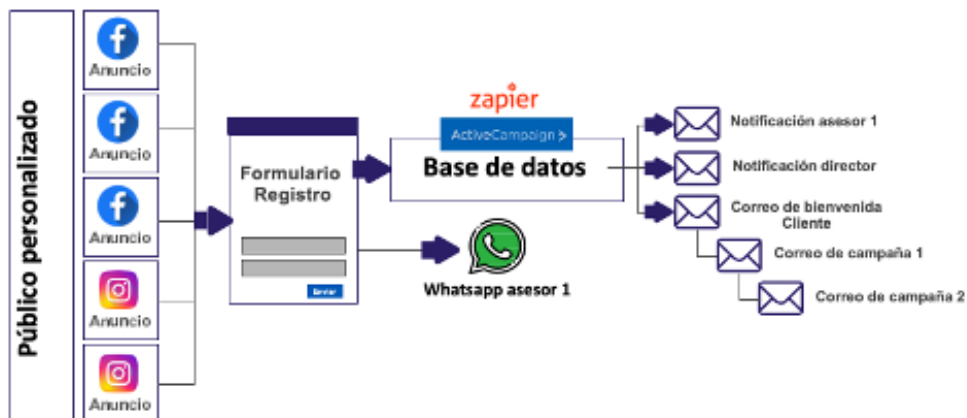 Público personalizado
Anuncio
Anuncio
Anuncio
Anuncio
Anuncio
Formulario
Registro
Enviar
zapier
ActiveCampaign >
Base de datos
Whatsapp asesor 1
Notificación asesor 1
Notificación director
Correo de bienvenida
Cliente
Correo de campaña 1
Correo de campaña 2